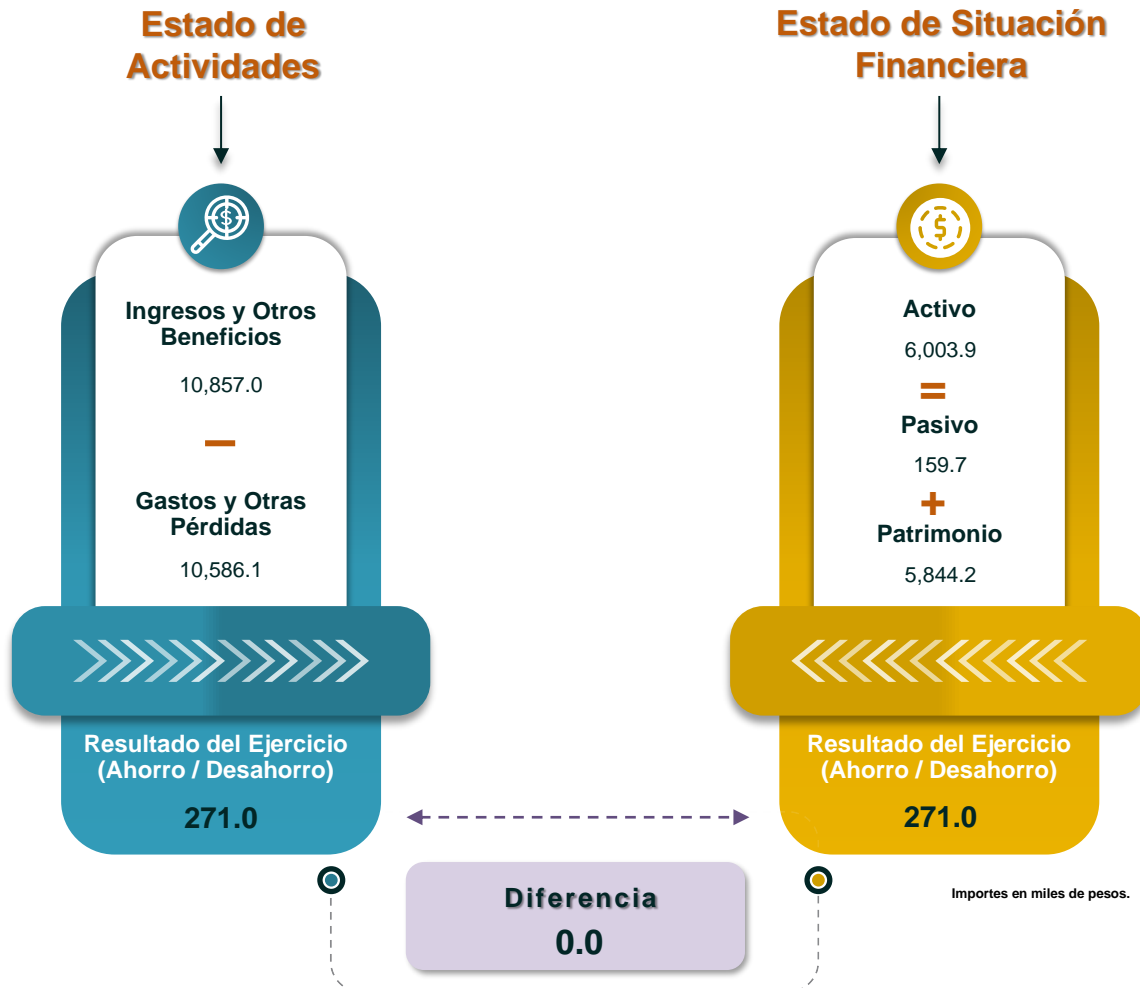 Estado de
Actividades
Ingresos y Otros
Beneficios
10,857.0
−
Gastos y Otras
Pérdidas
10,586.1
Resultado del Ejercicio
(Ahorro / Desahorro)
271.0
Estado de Situación
Financiera
$
Activo
6,003.9
=
Pasivo
159.7
+
Patrimonio
5,844.2
Resultado del Ejercicio
(Ahorro / Desahorro)
271.0
Diferencia
0.0
Importes en miles de pesos.